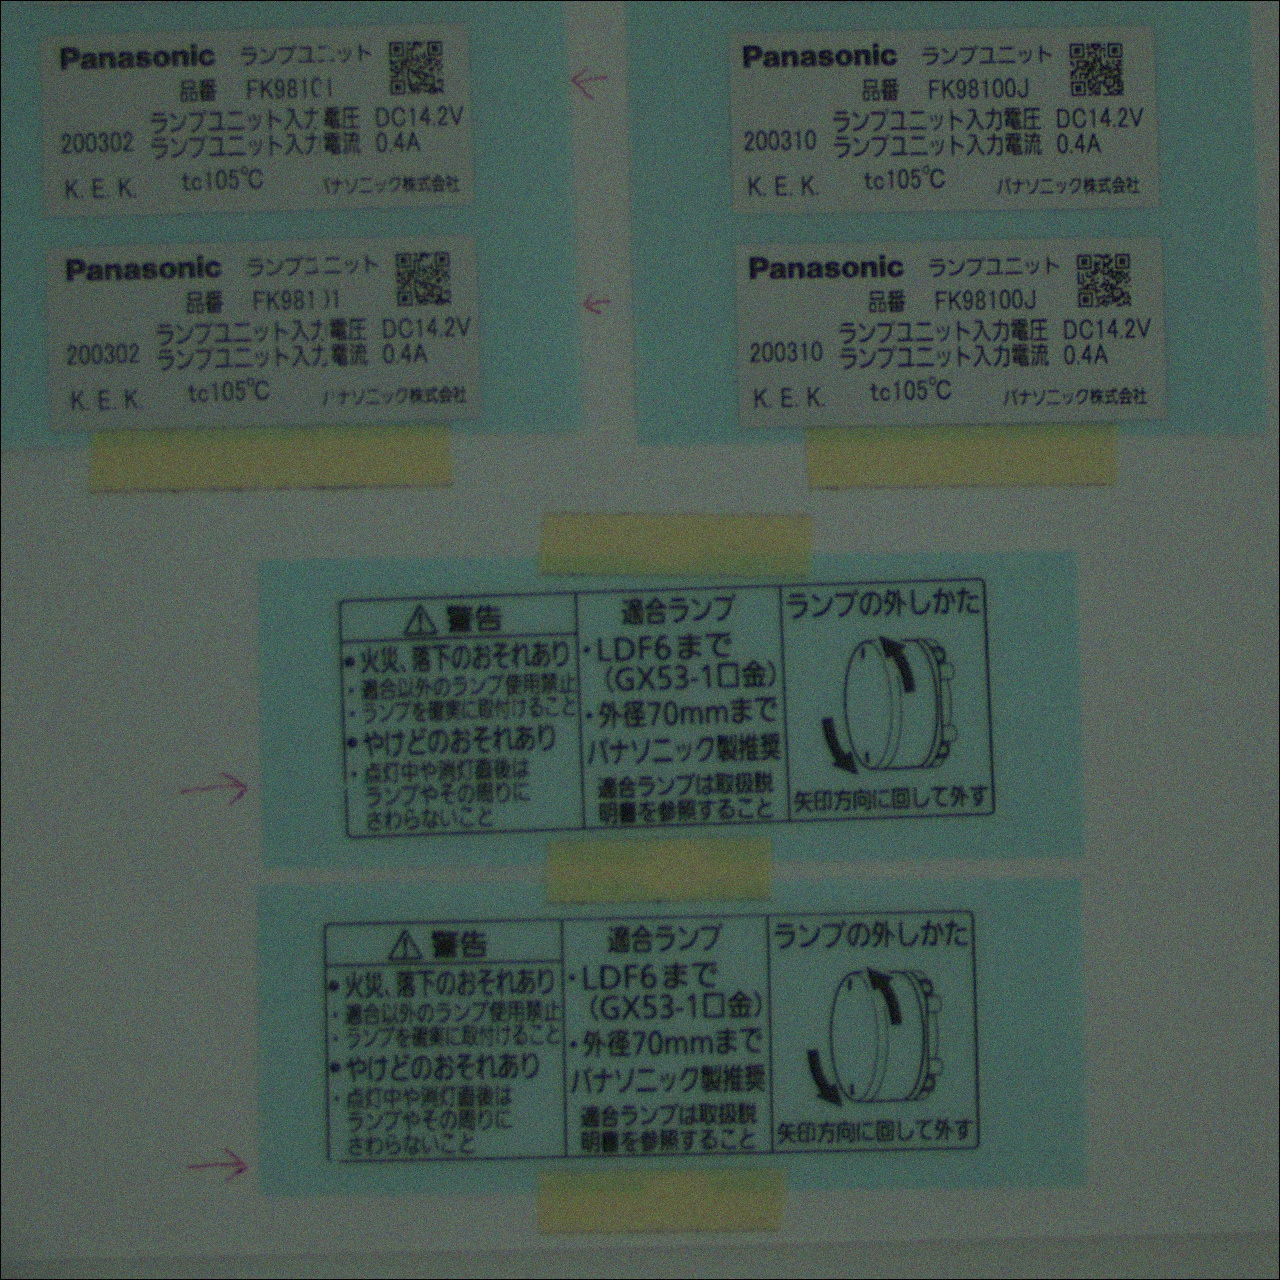 Panasonic ランプユニット
品番 FK981
ランプユニット入力電圧 DC14.2V
200302 ランプユニット入力電流 0.4A
K.E.K. tc105℃ パナソニック株式会社
Panasonic ランプユニット
品番 FK98100J
ランプユニット入力電圧 DC14.2V
200310 ランプユニット入力電流 0.4A
K.E.K. tc105℃ パナソニック株式会社
Panasonic ランプユニット
品番 FK981
ランプユニット入力電圧 DC14.2V
200302 ランプユニット入力電流 0.4A
K.E.K. tc105℃ パナソニック株式会社
Panasonic ランプユニット
品番 FK98100J
ランプユニット入力電圧 DC14.2V
200310 ランプユニット入力電流 0.4A
K.E.K. tc105℃ パナソニック株式会社
⚠ 警告
・火災、落下のおそれあり
・適合以外のランプ使用禁止
・ランプを確実に取付けること
・やけどのおそれあり
・点灯中や消灯直後は
ランプやその周りに
さわらないこと
適合ランプ
・LDF6まで
(GX53-1口金)
・外径70mmまで
パナソニック製推奨
適合ランプは取扱説
明書を参照すること
ランプの外しかた
矢印方向に回して外す
⚠ 警告
・火災、落下のおそれあり
・適合以外のランプ使用禁止
・ランプを確実に取付けること
・やけどのおそれあり
・点灯中や消灯直後は
ランプやその周りに
さわらないこと
適合ランプ
・LDF6まで
(GX53-1口金)
・外径70mmまで
パナソニック製推奨
適合ランプは取扱説
明書を参照すること
ランプの外しかた
矢印方向に回して外す